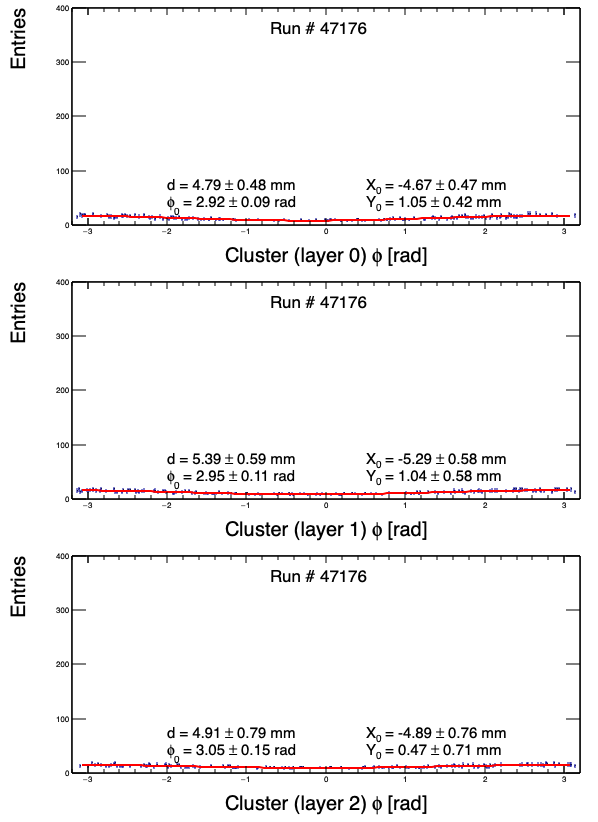 400
300
200
100
0
Entries
Run # 47176
d = 4.79 ± 0.48 mm
X₀ = -4.67 ± 0.47 mm
ϕ₀ = 2.92 ± 0.09 rad
Y₀ = 1.05 ± 0.42 mm
−3 −2 −1 0 1 2 3
Cluster (layer 0) ϕ [rad]
400
300
200
100
0
Entries
Run # 47176
d = 5.39 ± 0.59 mm
X₀ = -5.29 ± 0.58 mm
ϕ₀ = 2.95 ± 0.11 rad
Y₀ = 1.04 ± 0.58 mm
−3 −2 −1 0 1 2 3
Cluster (layer 1) ϕ [rad]
400
300
200
100
0
Entries
Run # 47176
d = 4.91 ± 0.79 mm
X₀ = -4.89 ± 0.76 mm
ϕ₀ = 3.05 ± 0.15 rad
Y₀ = 0.47 ± 0.71 mm
−3 −2 −1 0 1 2 3
Cluster (layer 2) ϕ [rad]